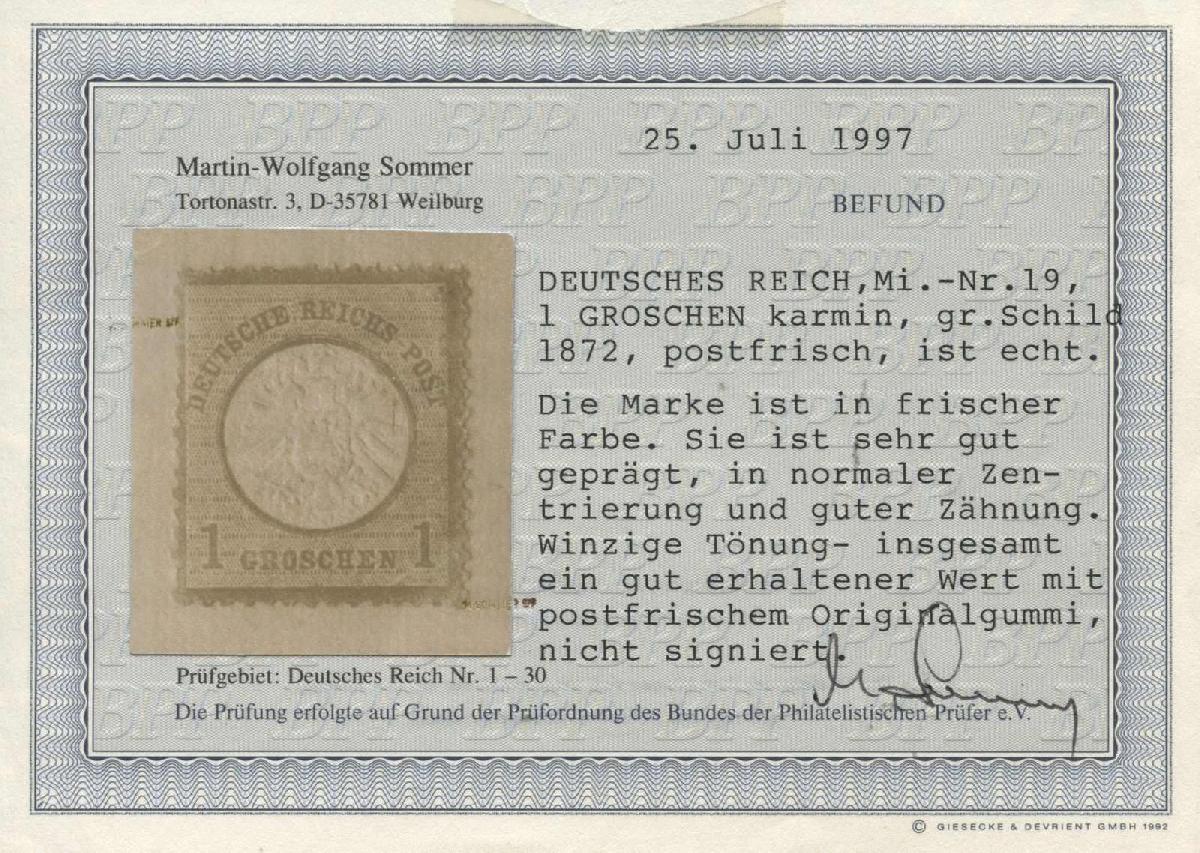 25. Juli 1997
Martin-Wolfgang Sommer
Tortonastr. 3, D-35781 Weilburg
BEFUND
DEUTSCHES REICH,Mi.-Nr.19,
1 GROSCHEN karmin, gr.Schild
1872, postfrisch, ist echt.
Die Marke ist in frischer
Farbe. Sie ist sehr gut
geprägt, in normaler Zen-
trierung und guter Zähnung.
Winzige Tönung- insgesamt
ein gut erhaltener Wert mit
postfrischem Originalgummi,
nicht signiert.
DEUTSCHE REICHS POST
1 GROSCHEN 1
Prüfgebiet: Deutsches Reich Nr. 1 – 30
Die Prüfung erfolgte auf Grund der Prüfordnung des Bundes der Philatelistischen Prüfer e.V.
© GIESECKE & DEVRIENT GMBH 1992